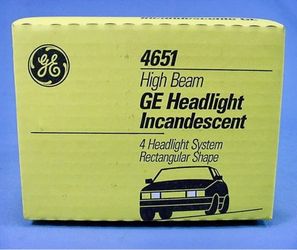 GE
4651
High Beam
GE Headlight
Incandescent
4 Headlight System
Rectangular Shape